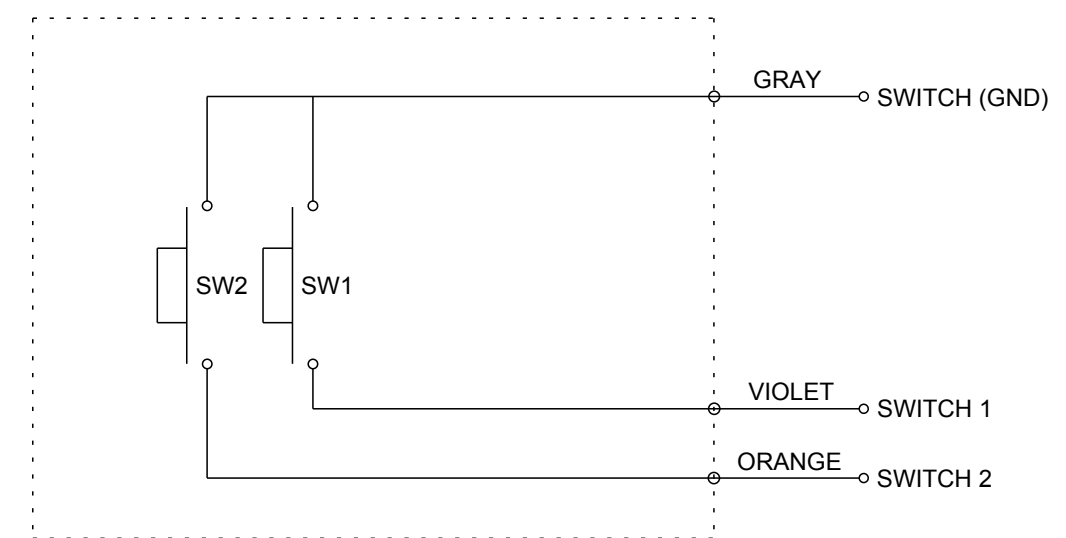 GRAY
SWITCH (GND)
SW2
SW1
VIOLET
SWITCH 1
ORANGE
SWITCH 2